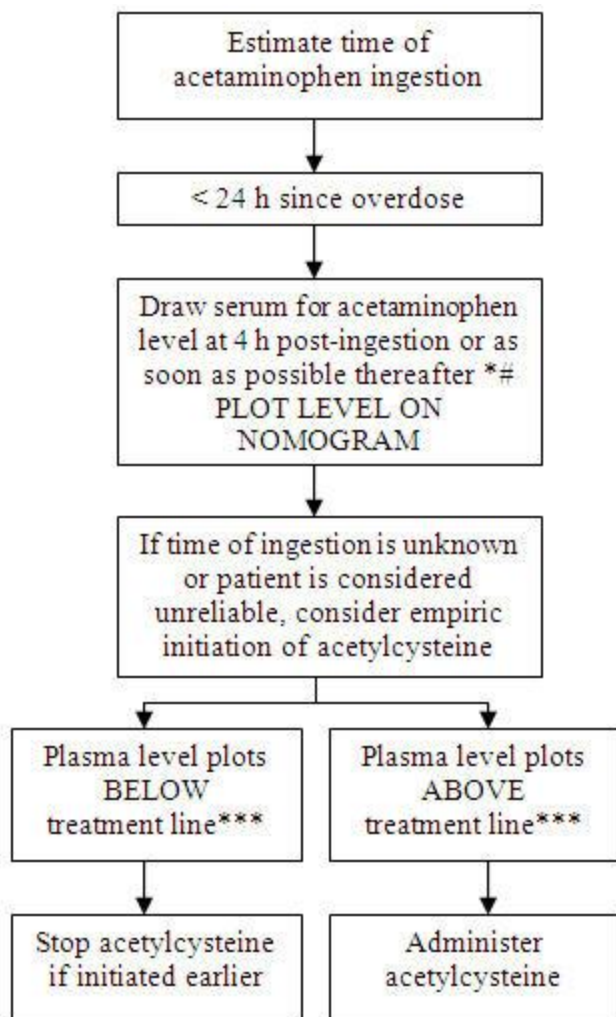 Estimate time of
acetaminophen ingestion
< 24 h since overdose
Draw serum for acetaminophen
level at 4 h post-ingestion or as
soon as possible thereafter *#
PLOT LEVEL ON
NOMOGRAM
If time of ingestion is unknown
or patient is considered
unreliable, consider empiric
initiation of acetylcysteine
Plasma level plots
BELOW
treatment line***
Plasma level plots
ABOVE
treatment line***
Stop acetylcysteine
if initiated earlier
Administer
acetylcysteine